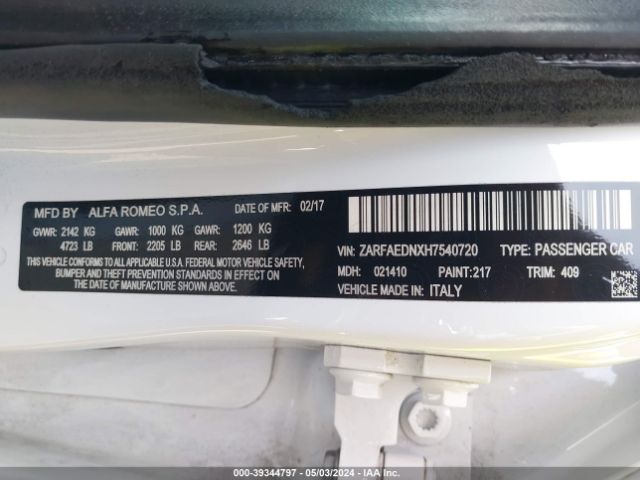 MFD BY ALFA ROMEO S.P.A. DATE OF MFR: 02/17
GVWR: 2142 KG GAWR: 1000 KG GAWR: 1200 KG
4723 LB FRONT: 2205 LB REAR: 2646 LB
THIS VEHICLE CONFORMS TO ALL APPLICABLE
U.S.A. FEDERAL MOTOR VEHICLE SAFETY,
BUMPER AND THEFT PREVENTION STANDARDS IN EFFECT ON
THE DATE OF MANUFACTURE SHOWN ABOVE.
VIN: ZARFAEDNXH7540720 TYPE: PASSENGER CAR
MDH: 021410 PAINT: 217 TRIM: 409
VEHICLE MADE IN: ITALY
000-39344797 - 05/03/2024 - IAA Inc.